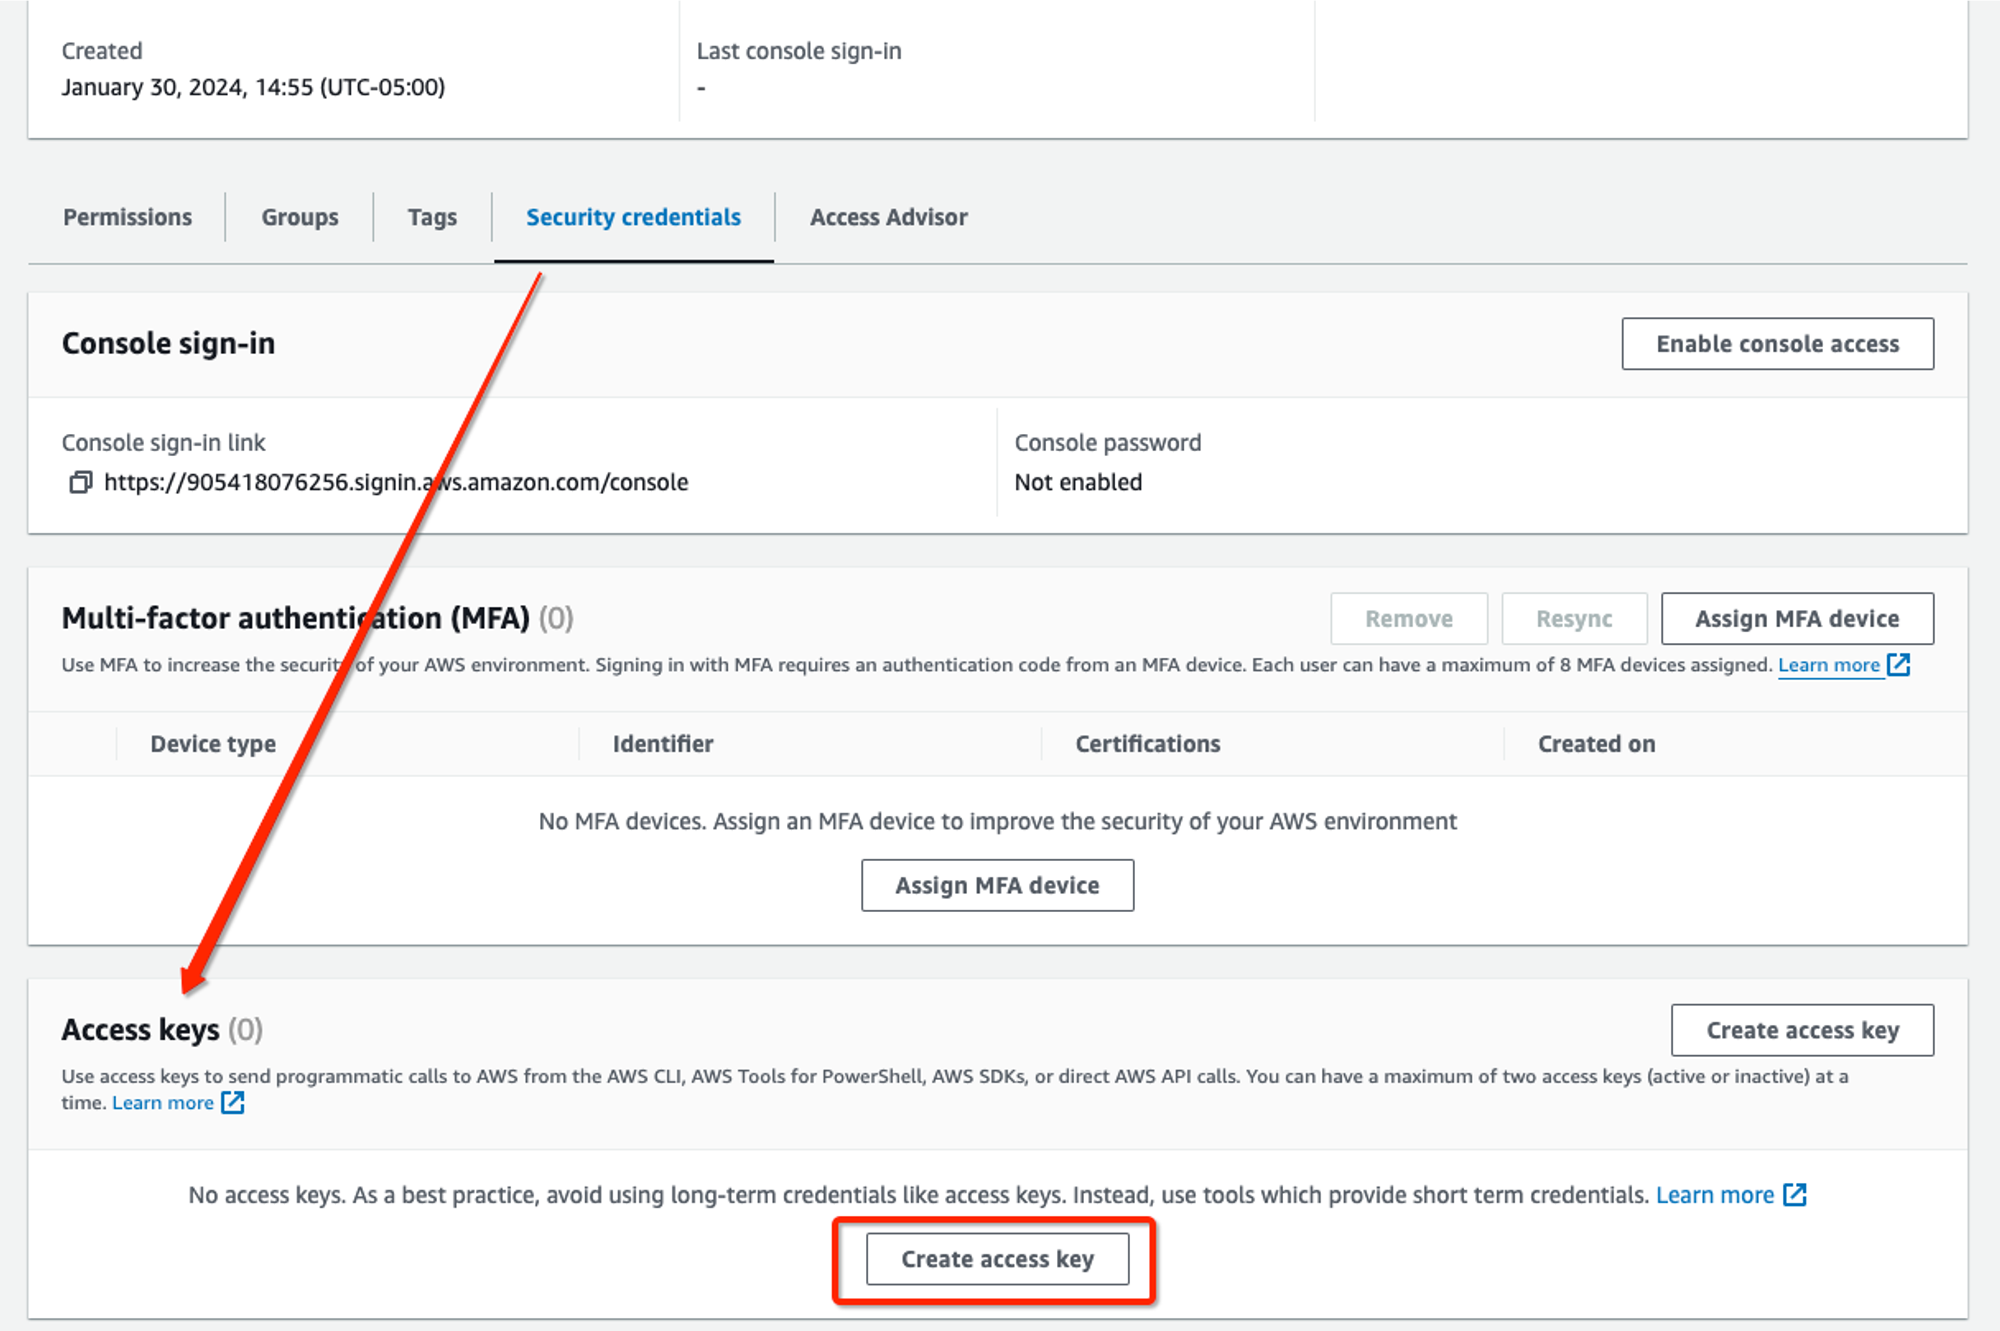 Created
January 30, 2024, 14:55 (UTC-05:00)
Last console sign-in
-
Permissions
Groups
Tags
Security credentials
Access Advisor
Console sign-in
Enable console access
Console sign-in link
https://905418076256.signin.aws.amazon.com/console
Console password
Not enabled
Multi-factor authentication (MFA) (0)
Remove
Resync
Assign MFA device
Use MFA to increase the security of your AWS environment. Signing in with MFA requires an authentication code from an MFA device. Each user can have a maximum of 8 MFA devices assigned. Learn more
Device type
Identifier
Certifications
Created on
No MFA devices. Assign an MFA device to improve the security of your AWS environment
Assign MFA device
Access keys (0)
Create access key
Use access keys to send programmatic calls to AWS from the AWS CLI, AWS Tools for PowerShell, AWS SDKs, or direct AWS API calls. You can have a maximum of two access keys (active or inactive) at a
time. Learn more
No access keys. As a best practice, avoid using long-term credentials like access keys. Instead, use tools which provide short term credentials. Learn more
Create access key